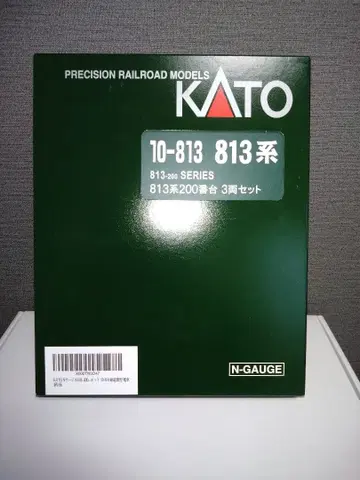 PRECISION RAILROAD MODELS
KATO
10-813 813系
813-200 SERIES
813系200番台 3両セット
N-GAUGE